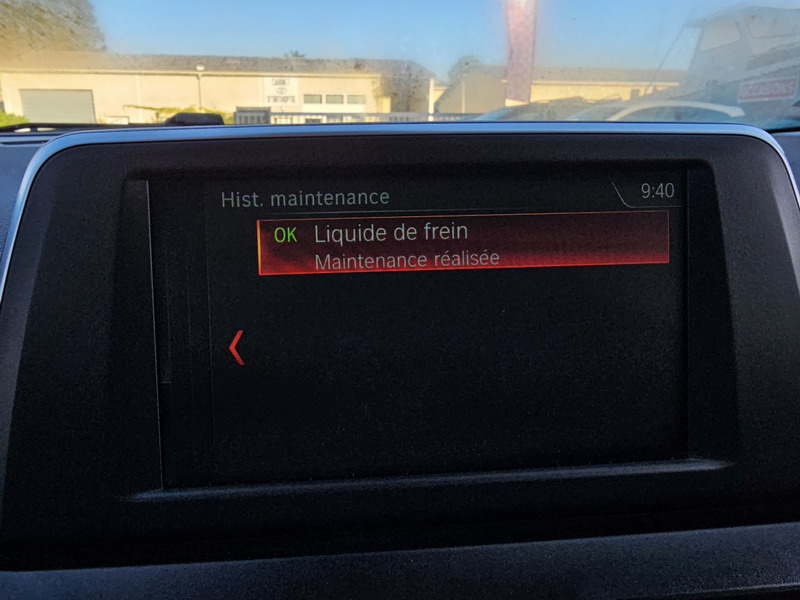 Hist. maintenance
9:40
OK Liquide de frein
Maintenance réalisée